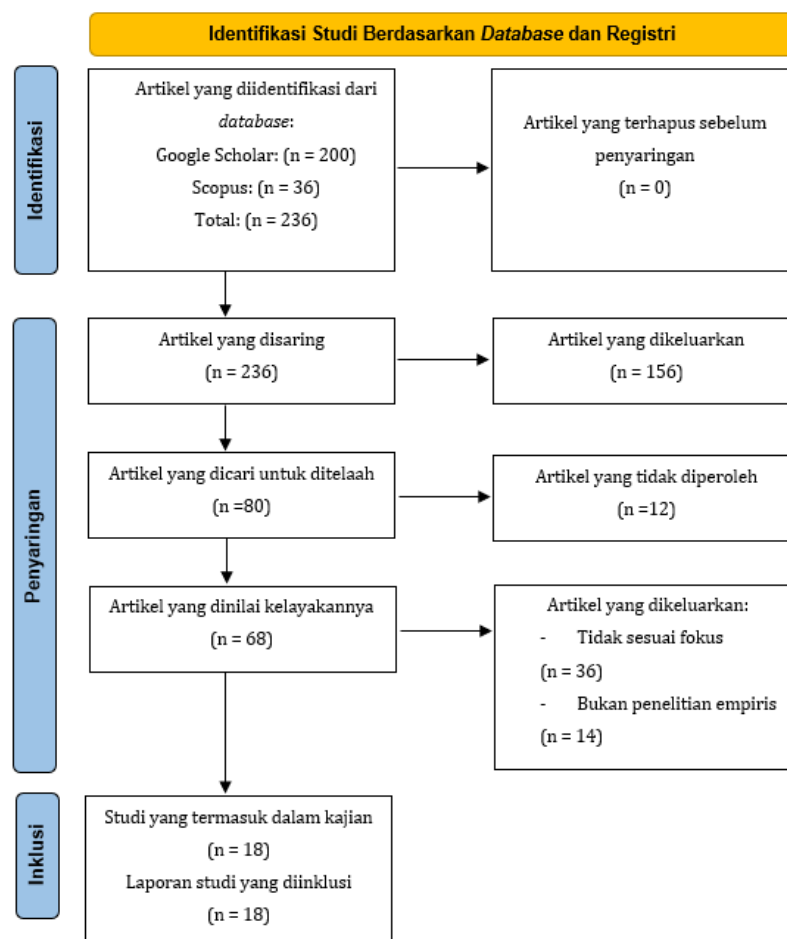 Identifikasi Studi Berdasarkan Database dan Registri
Identifikasi
Artikel yang diidentifikasi dari
database:
Google Scholar: (n = 200)
Scopus: (n = 36)
Total: (n = 236)
Artikel yang terhapus sebelum
penyaringan
(n = 0)
Penyaringan
Artikel yang disaring
(n = 236)
Artikel yang dikeluarkan
(n = 156)
Artikel yang dicari untuk ditelaah
(n =80)
Artikel yang tidak diperoleh
(n =12)
Artikel yang dinilai kelayakannya
(n = 68)
Artikel yang dikeluarkan:
- Tidak sesuai fokus
(n = 36)
- Bukan penelitian empiris
(n = 14)
Inklusi
Studi yang termasuk dalam kajian
(n = 18)
Laporan studi yang diinklusi
(n = 18)